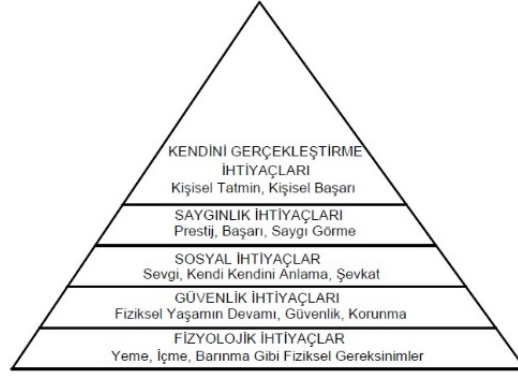 KENDİNİ GERÇEKLEŞTİRME
İHTİYAÇLARI
Kişisel Tatmin, Kişisel Başarı
SAYGINLIK İHTİYAÇLARI
Prestij, Başarı, Saygı Görme
SOSYAL İHTİYAÇLAR
Sevgi, Kendi Kendini Anlama, Şevkat
GÜVENLİK İHTİYAÇLARI
Fiziksel Yaşamın Devamı, Güvenlik, Korunma
FİZYOLOJİK İHTİYAÇLAR
Yeme, İçme, Barınma Gibi Fiziksel Gereksinimler